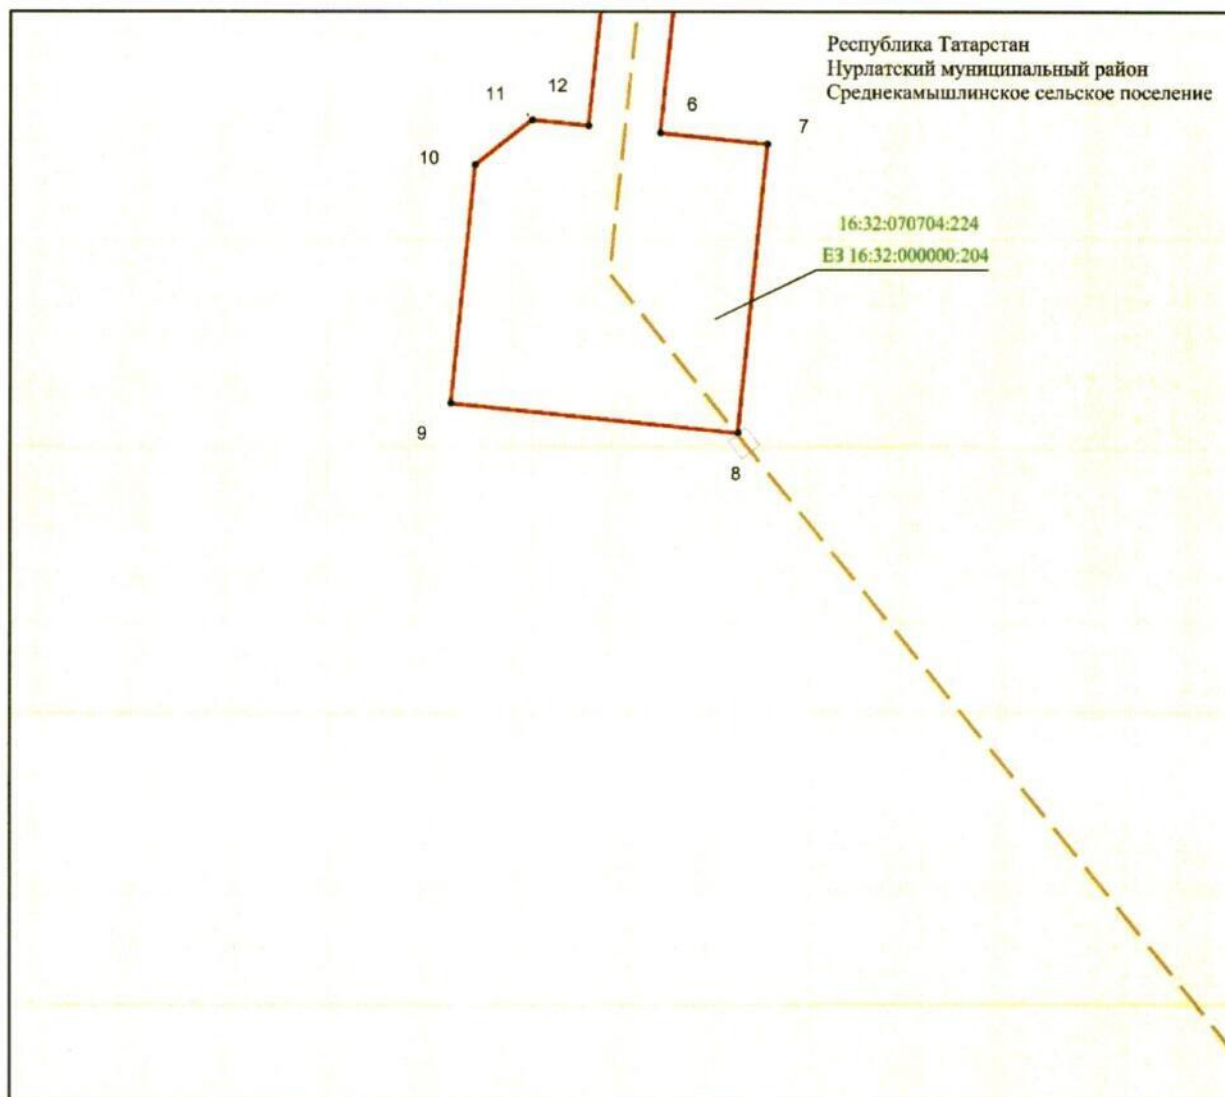 Республика Татарстан
Нурлатский муниципальный район
Среднекамышлинское сельское поселение
11
12
6
7
10
16:32:070704:224
ЕЗ 16:32:000000:204
9
8